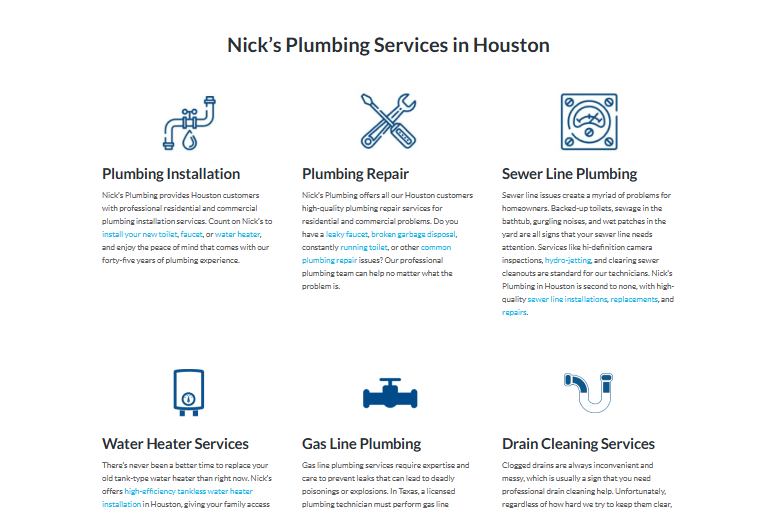 Nick's Plumbing Services in Houston
Plumbing Installation
Nick's Plumbing provides Houston customers
with professional residential and commercial
plumbing installation services. Count on Nick's to
install your new toilet, faucet, or water heater,
and enjoy the peace of mind that comes with our
forty-five years of plumbing experience.
Plumbing Repair
Nick's Plumbing offers all our Houston customers
high-quality plumbing repair services for
residential and commercial problems. Do you
have a leaky faucet, broken garbage disposal,
constantly running toilet, or other common
plumbing repair issues? Our professional
plumbing team can help no matter what the
problem is.
Sewer Line Plumbing
Sewer line issues create a myriad of problems for
homeowners. Backed-up toilets, sewage in the
bathtub, gurgling noises, and wet patches in the
yard are all signs that your sewer line needs
attention. Services like hi-definition camera
inspections, hydro-jetting, and clearing sewer
cleanouts are standard for our technicians. Nick's
Plumbing in Houston is second to none, with high-
quality sewer line installations, replacements, and
repairs.
Water Heater Services
There's never been a better time to replace your
old tank-type water heater than right now. Nick's
offers high-efficiency tankless water heater
installation in Houston, giving your family access
Gas Line Plumbing
Gas line plumbing services require expertise and
care to prevent leaks that can lead to deadly
poisonings or explosions. In Texas, a licensed
plumbing technician must perform gas line
Drain Cleaning Services
Clogged drains are always inconvenient and
messy, which is usually a sign that you need
professional drain cleaning help. Unfortunately,
regardless of how hard we try to keep them clear,